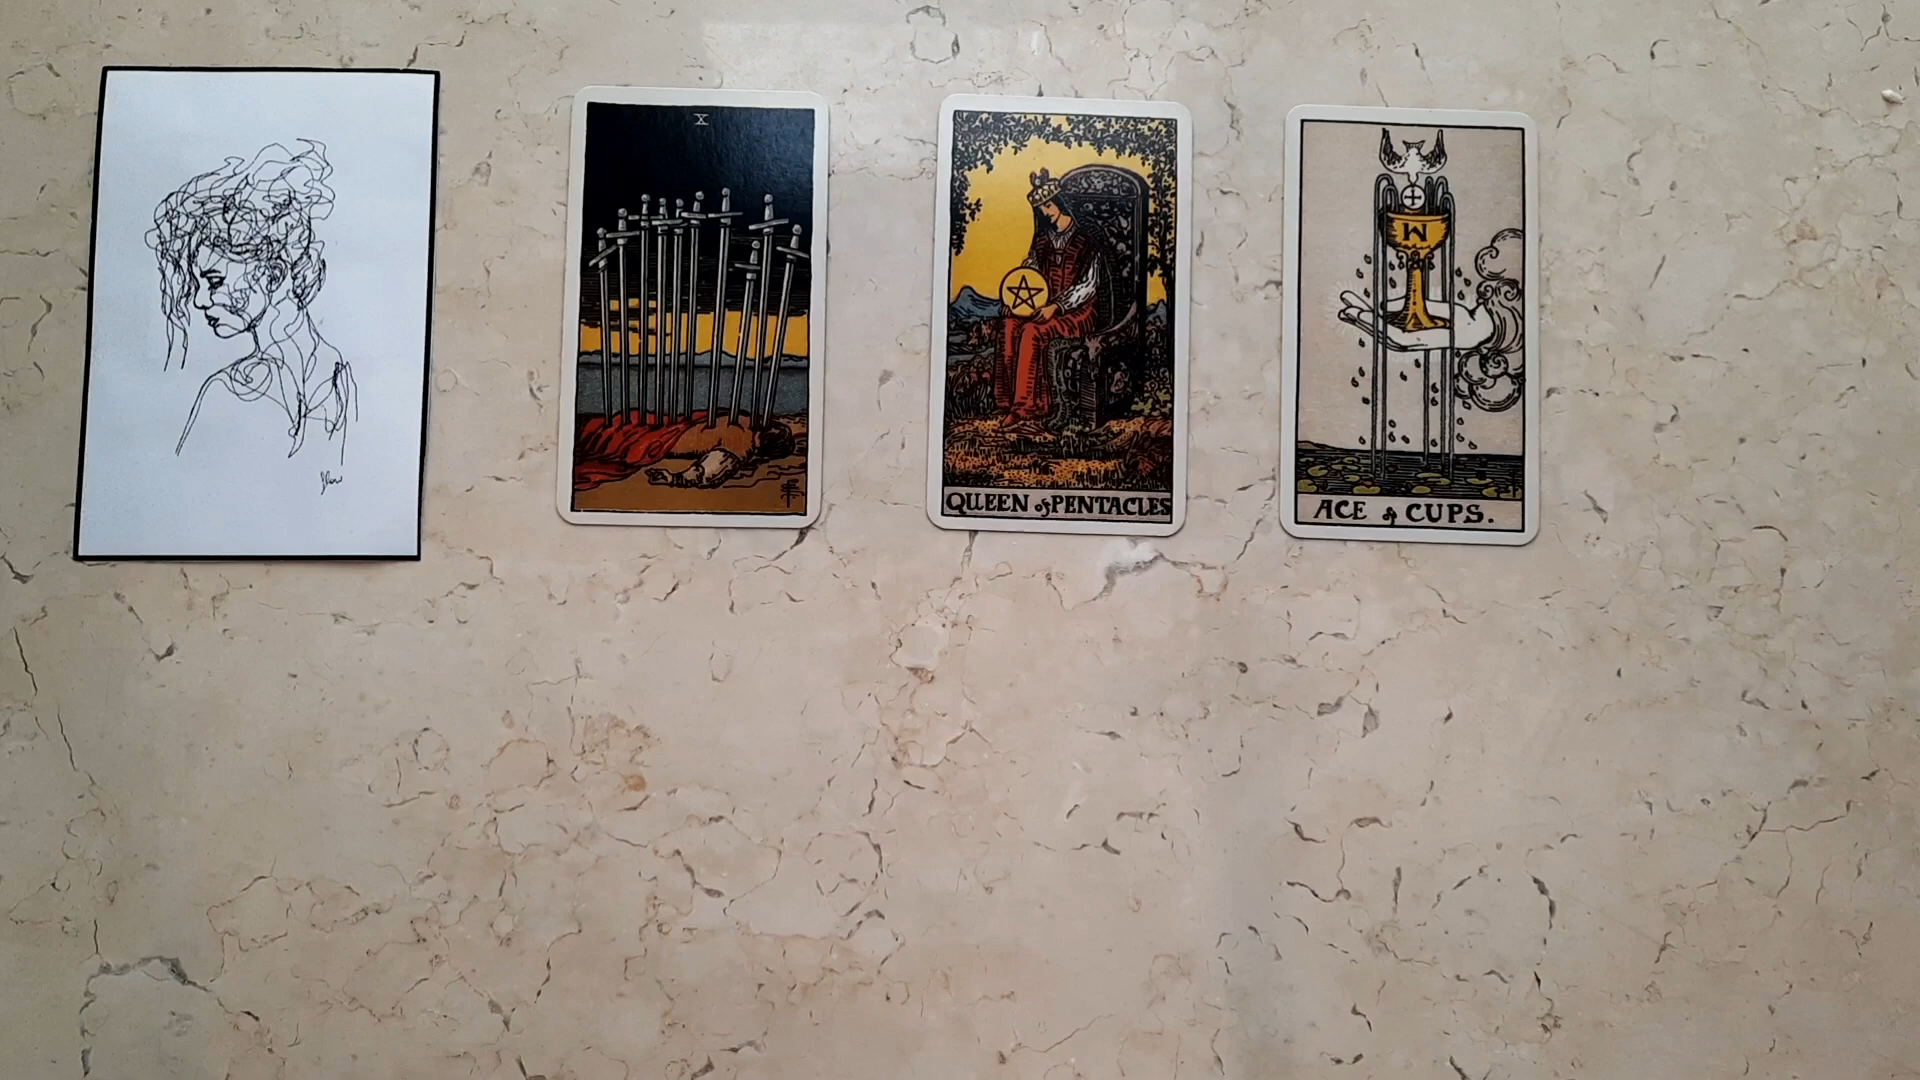 X
QUEEN of PENTACLES
W
ACE of CUPS.